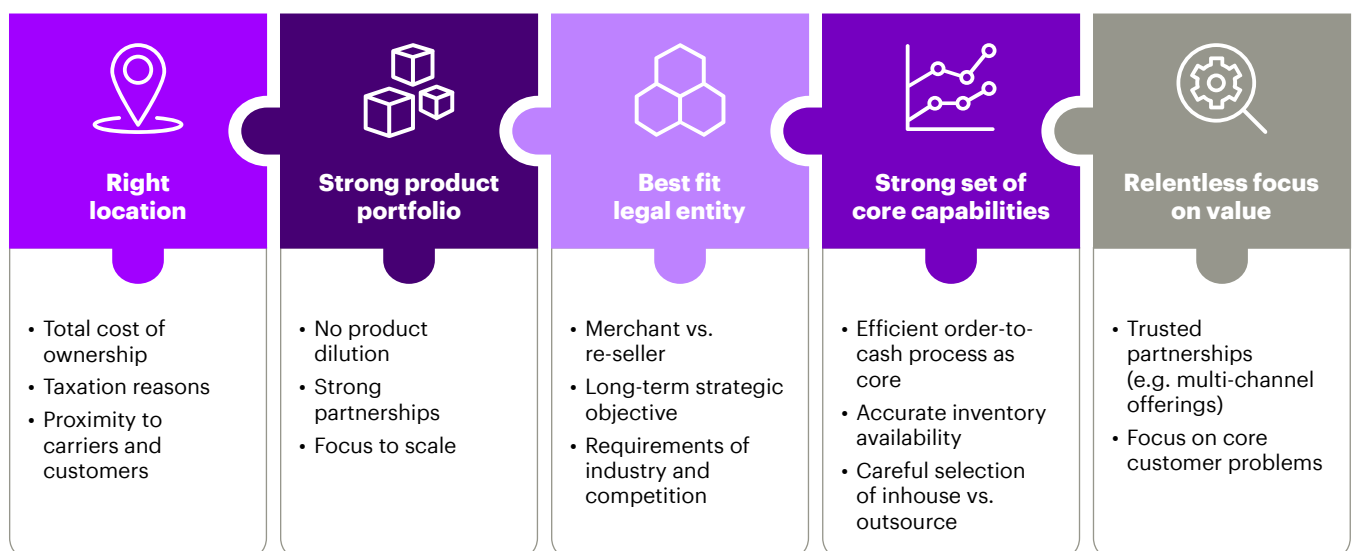 Right
location
• Total cost of
ownership
• Taxation reasons
• Proximity to
carriers and
customers
Strong product
portfolio
• No product
dilution
• Strong
partnerships
• Focus to scale
Best fit
legal entity
• Merchant vs.
re-seller
• Long-term strategic
objective
• Requirements of
industry and
competition
Strong set of
core capabilities
• Efficient order-to-
cash process as
core
• Accurate inventory
availability
• Careful selection
of inhouse vs.
outsource
Relentless focus
on value
• Trusted
partnerships
(e.g. multi-channel
offerings)
• Focus on core
customer problems